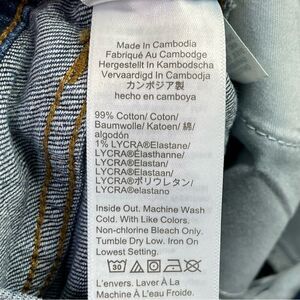 Made In Cambodia
Fabriqué Au Cambodge
Hergestellt In Kambodscha
Vervaardigd In Cambodja
カンボジア製
hecho en camboya
99% Cotton/ Coton/
Baumwolle/ Katoen/ 綿/
algodón
1% LYCRA®Elastane/
LYCRA®Élasthanne/
LYCRA®Elasthan/
LYCRA®Elastaan/
LYCRA®ポリウレタン/
LYCRA®Elastano
Inside Out. Machine Wash
Cold. With Like Colors.
Non-chlorine Bleach Only.
Tumble Dry Low. Iron On
Lowest Setting.
30
L'envers. Laver À La
Machine À L'eau Froide.